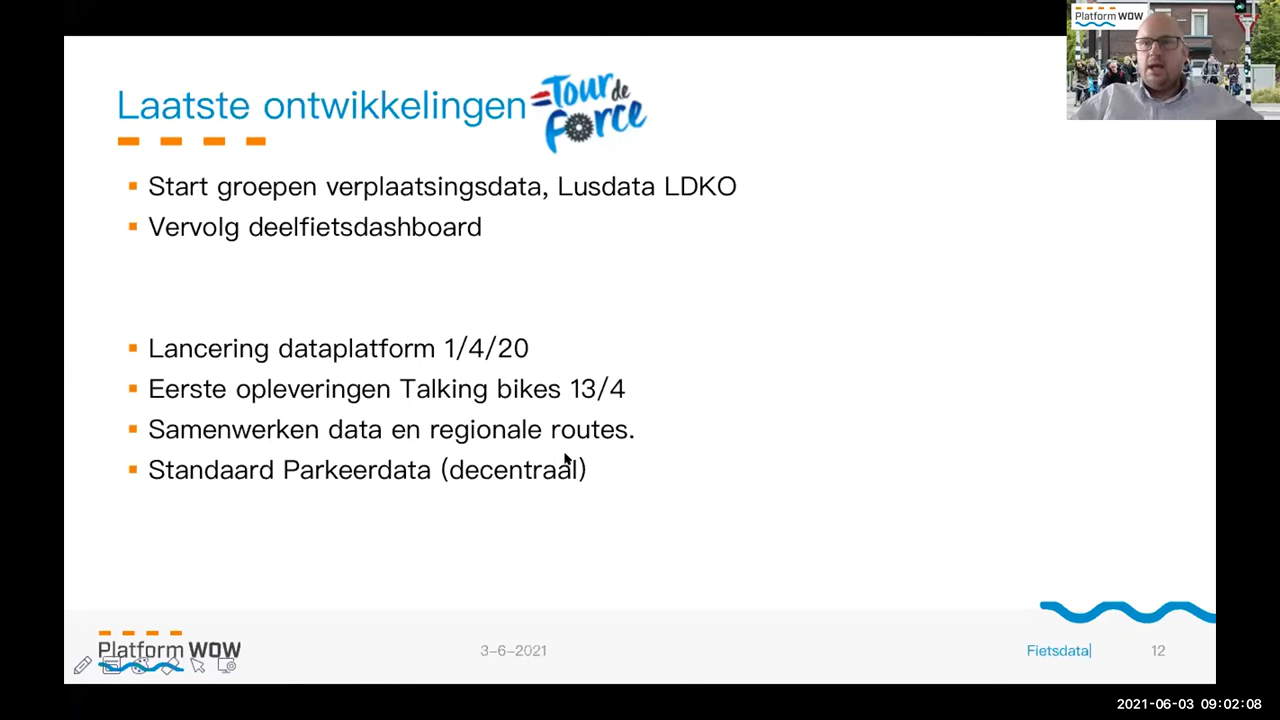 Platform WOW
Laatste ontwikkelingen
Tour de
Force
Start groepen verplaatsingsdata, Lusdata LDKO
Vervolg deelfietsdashboard
Lancering dataplatform 1/4/20
Eerste opleveringen Talking bikes 13/4
Samenwerken data en regionale routes.
Standaard Parkeerdata (decentraal)
Platform WOW
3-6-2021
Fietsdata|
12
2021-06-03 09:02:08